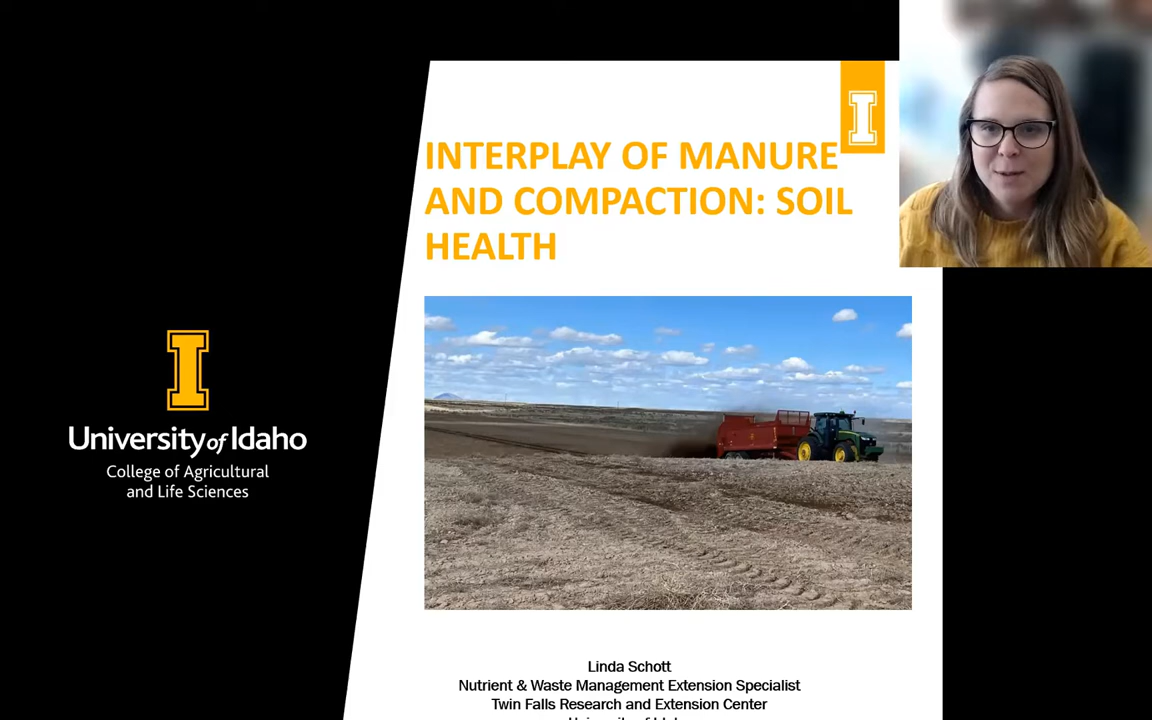 INTERPLAY OF MANURE
AND COMPACTION: SOIL
HEALTH
University of Idaho
College of Agricultural
and Life Sciences
Linda Schott
Nutrient & Waste Management Extension Specialist
Twin Falls Research and Extension Center